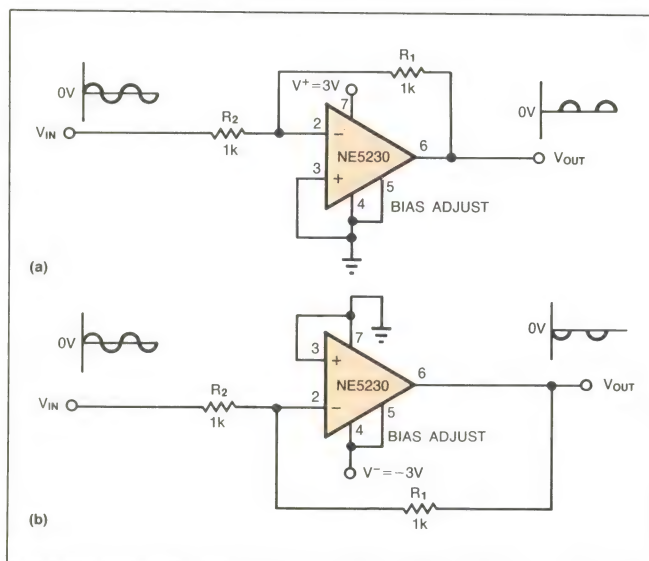 R1
1k
V+=3V
0V
0V
7
R2
VIN
2
−
6
VOUT
1k
NE5230
3
+
5
4
BIAS ADJUST
(a)
0V
7
0V
3
+
6
R2
NE5230
VOUT
VIN
2
−
5
1k
4
BIAS ADJUST
V−=−3V
R1
(b)
1k